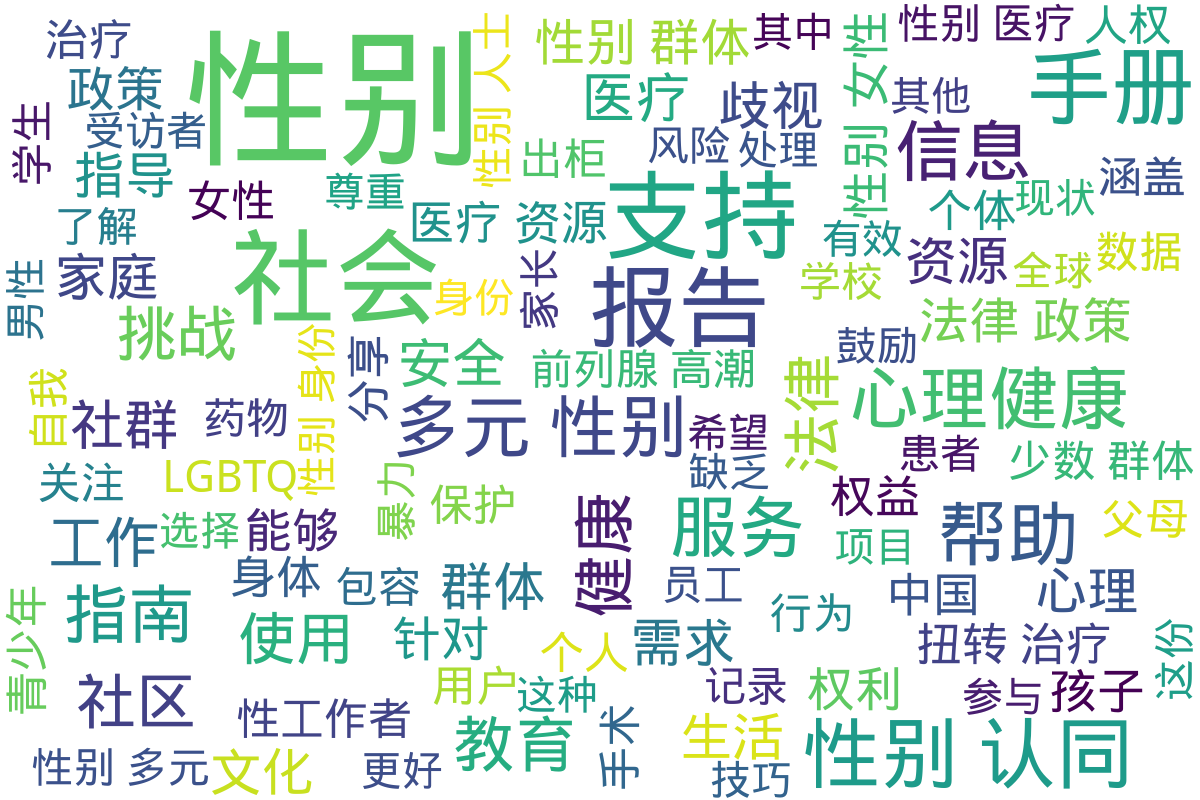 治疗
性别
人士
性别 群体
其中
性别 医疗
人权
手册
政策
医疗
歧视
性别 女性
其他
学生
受访者
性别
出柜
风险
处理
信息
涵盖
指导
女性
尊重
支持
个体
现状
了解
医疗 资源
有效
资源
数据
家庭
社会
身份
家长
报告
学校
全球
男性
挑战
法律 政策
鼓励
安全
前列腺 高潮
分享
性别 身份
心理健康
自我
社群
药物
多元 性别
希望
法律
患者
少数 群体
关注
LGBTQ
暴力
保护
缺乏
权益
工作
选择
能够
健康
服务
项目
帮助
父母
身体
包容
群体
员工
中国
心理
青少年
指南
使用
针对
个人
需求
行为
扭转 治疗
这份
社区
性工作者
用户
这种
记录
权利
参与
孩子
教育
手术
生活
性别 认同
性别 多元
文化
更好
技巧